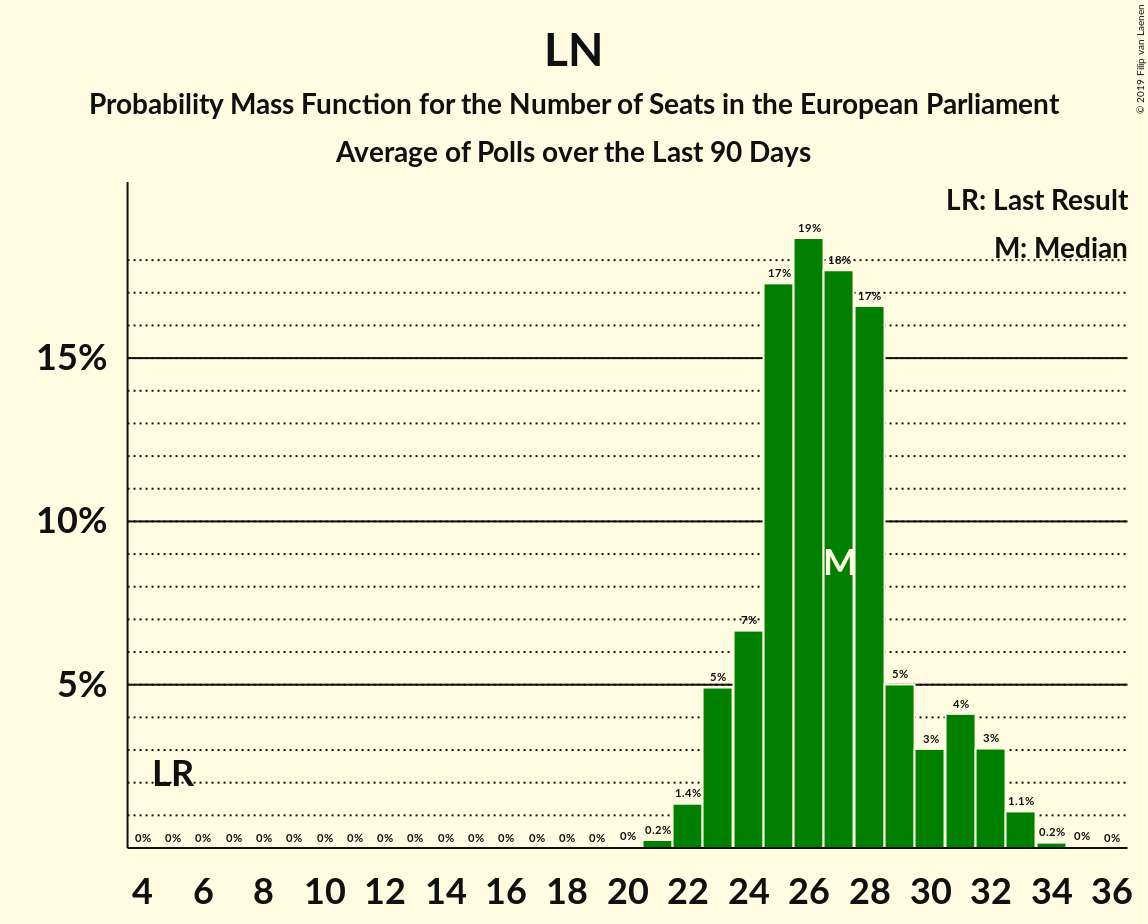 LN
Probability Mass Function for the Number of Seats in the European Parliament
Average of Polls over the Last 90 Days
© 2019 Filip van Laenen
LR: Last Result
M: Median
15%
10%
5%
LR
M
0% 0% 0% 0% 0% 0% 0% 0% 0% 0% 0% 0% 0% 0% 0% 0% 0% 0.2% 1.4% 5% 7% 17% 19% 18% 17% 5% 3% 4% 3% 1.1% 0.2% 0% 0%
4 6 8 10 12 14 16 18 20 22 24 26 28 30 32 34 36